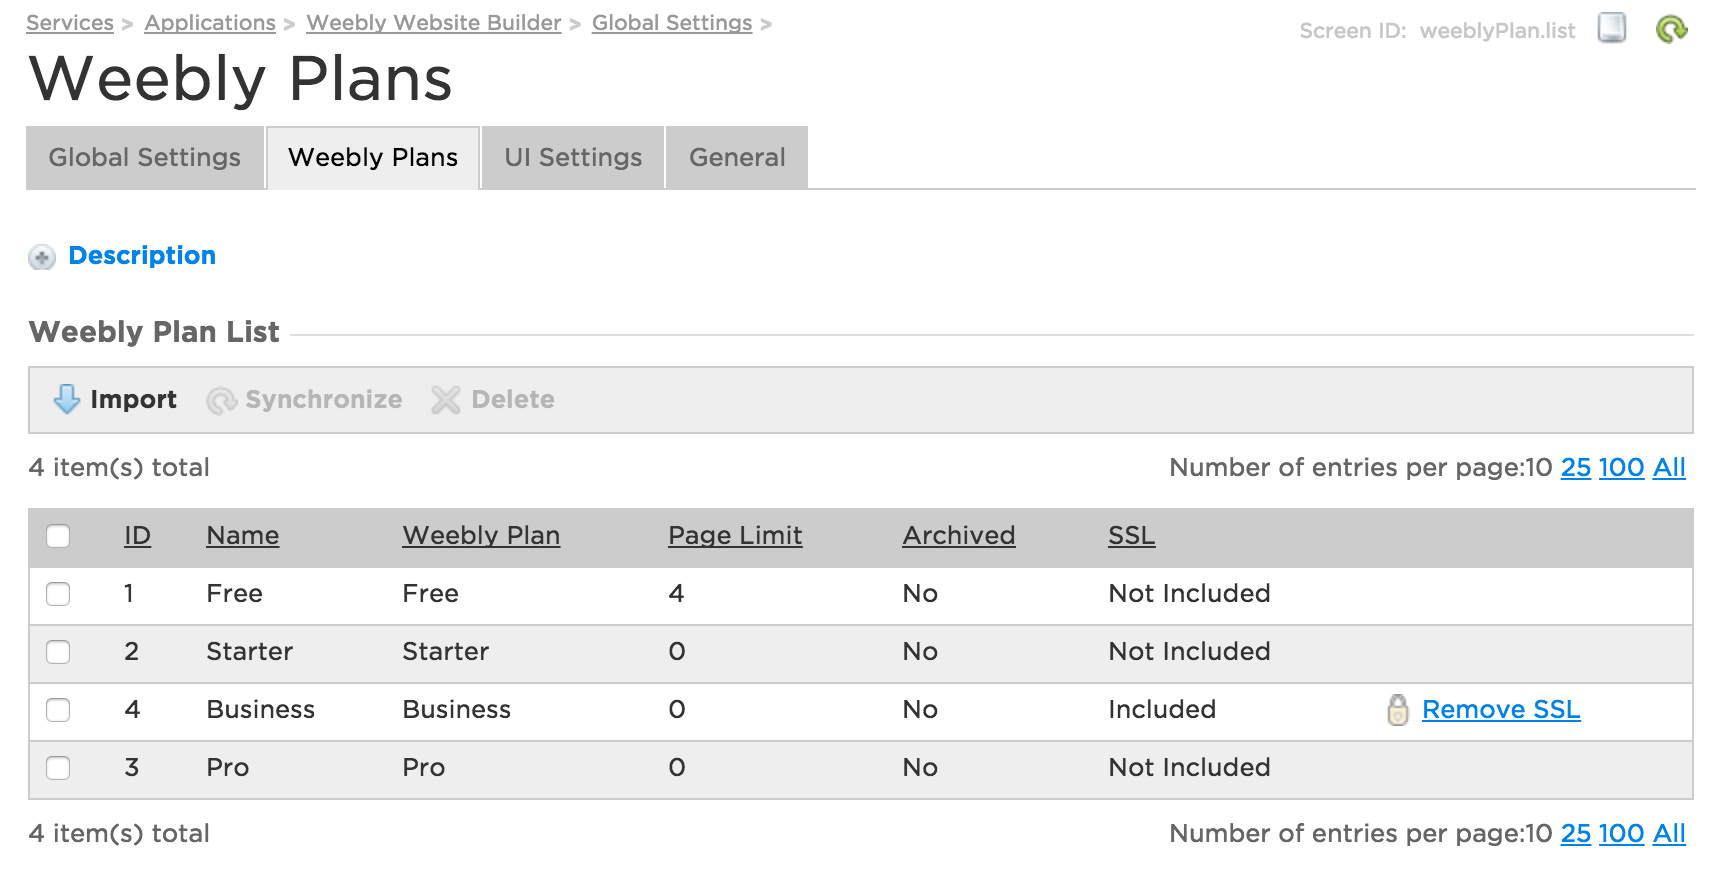 Services > Applications > Weebly Website Builder > Global Settings >
Screen ID: weeblyPlan.list
Weebly Plans
Global Settings Weebly Plans UI Settings General
Description
Weebly Plan List
Import Synchronize Delete
4 item(s) total Number of entries per page:10 25 100 All
ID Name Weebly Plan Page Limit Archived SSL
1 Free Free 4 No Not Included
2 Starter Starter 0 No Not Included
4 Business Business 0 No Included Remove SSL
3 Pro Pro 0 No Not Included
4 item(s) total Number of entries per page:10 25 100 All